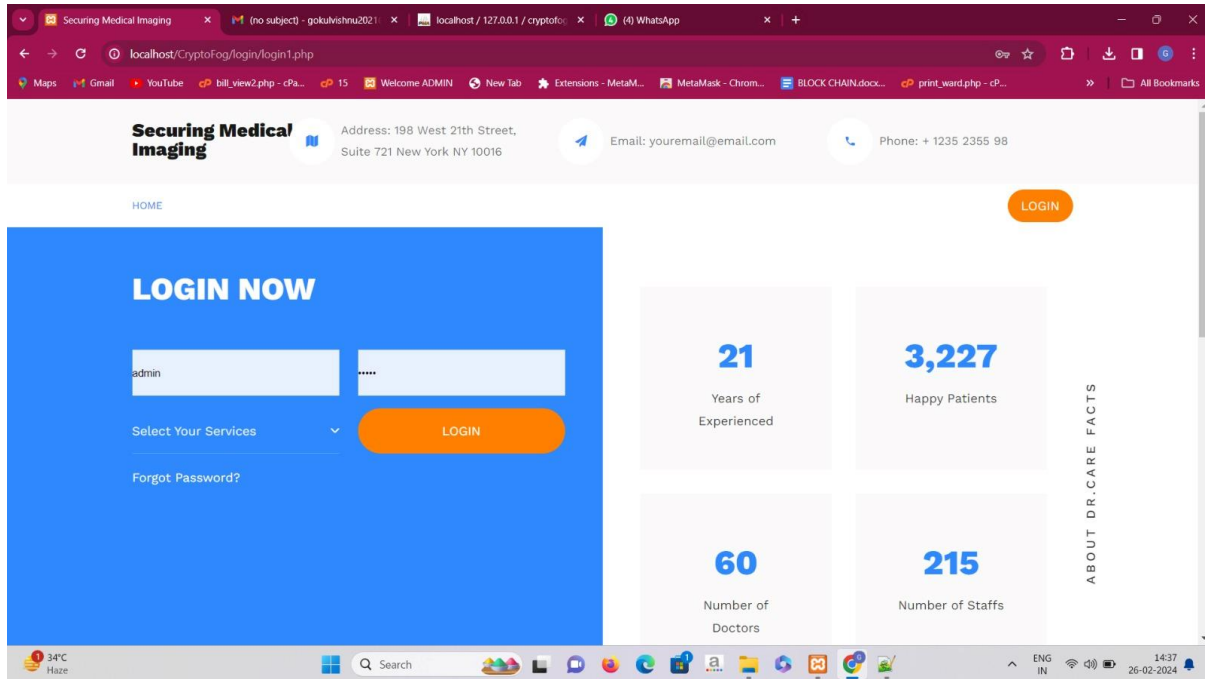 Securing Medical Imaging
(no subject) - gokulvishnu2021
localhost / 127.0.0.1 / cryptofog
(4) WhatsApp
localhost/CryptoFog/login/login1.php
G
Maps
Gmail
YouTube
bill_view2.php - cPa...
15
Welcome ADMIN
New Tab
Extensions - MetaM...
MetaMask - Chrom...
BLOCK CHAIN.docx...
print_ward.php - cP...
»
All Bookmarks
Securing Medical
Imaging
Address: 198 West 21th Street,
Suite 721 New York NY 10016
Email: youremail@email.com
Phone: + 1235 2355 98
HOME
LOGIN
LOGIN NOW
admin
•••••
Select Your Services
LOGIN
Forgot Password?
21
Years of
Experienced
3,227
Happy Patients
60
Number of
Doctors
215
Number of Staffs
ABOUT DR.CARE FACTS
1
34°C
Haze
Search
ENG
IN
14:37
26-02-2024